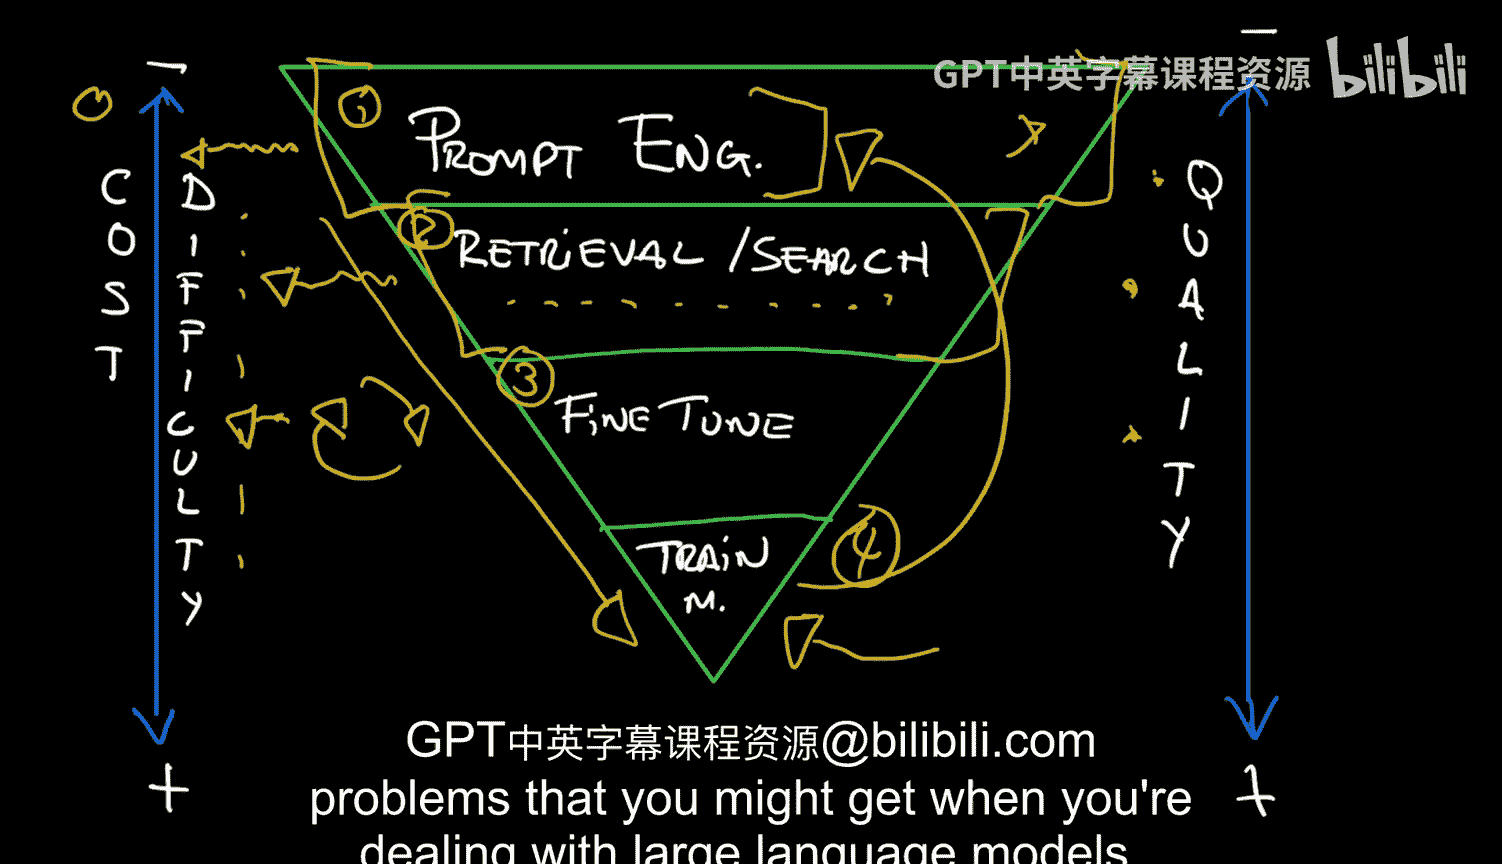 GPT中英字幕课程资源 bilibili
COST
DIFFICULTY
QUALITY
-
-
1
PROMPT ENG.
2
RETRIEVAL / SEARCH
3
FINE TUNE
4
TRAIN
M.
+
+
GPT中英字幕课程资源@bilibili.com
problems that you might get when you're
dealing with large language models